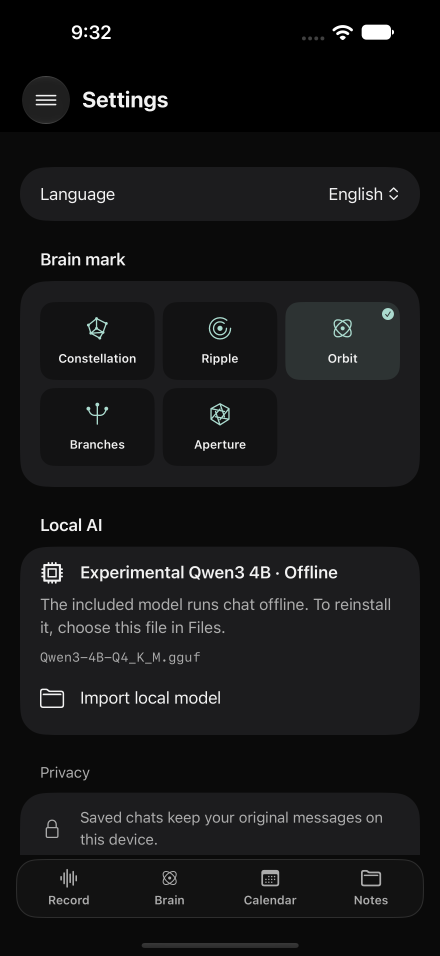 9:32
Settings
Language
English
Brain mark
Constellation
Ripple
Orbit
Branches
Aperture
Local AI
Experimental Qwen3 4B · Offline
The included model runs chat offline. To reinstall
it, choose this file in Files.
Qwen3-4B-Q4_K_M.gguf
Import local model
Privacy
Saved chats keep your original messages on
this device.
Record
Brain
Calendar
Notes